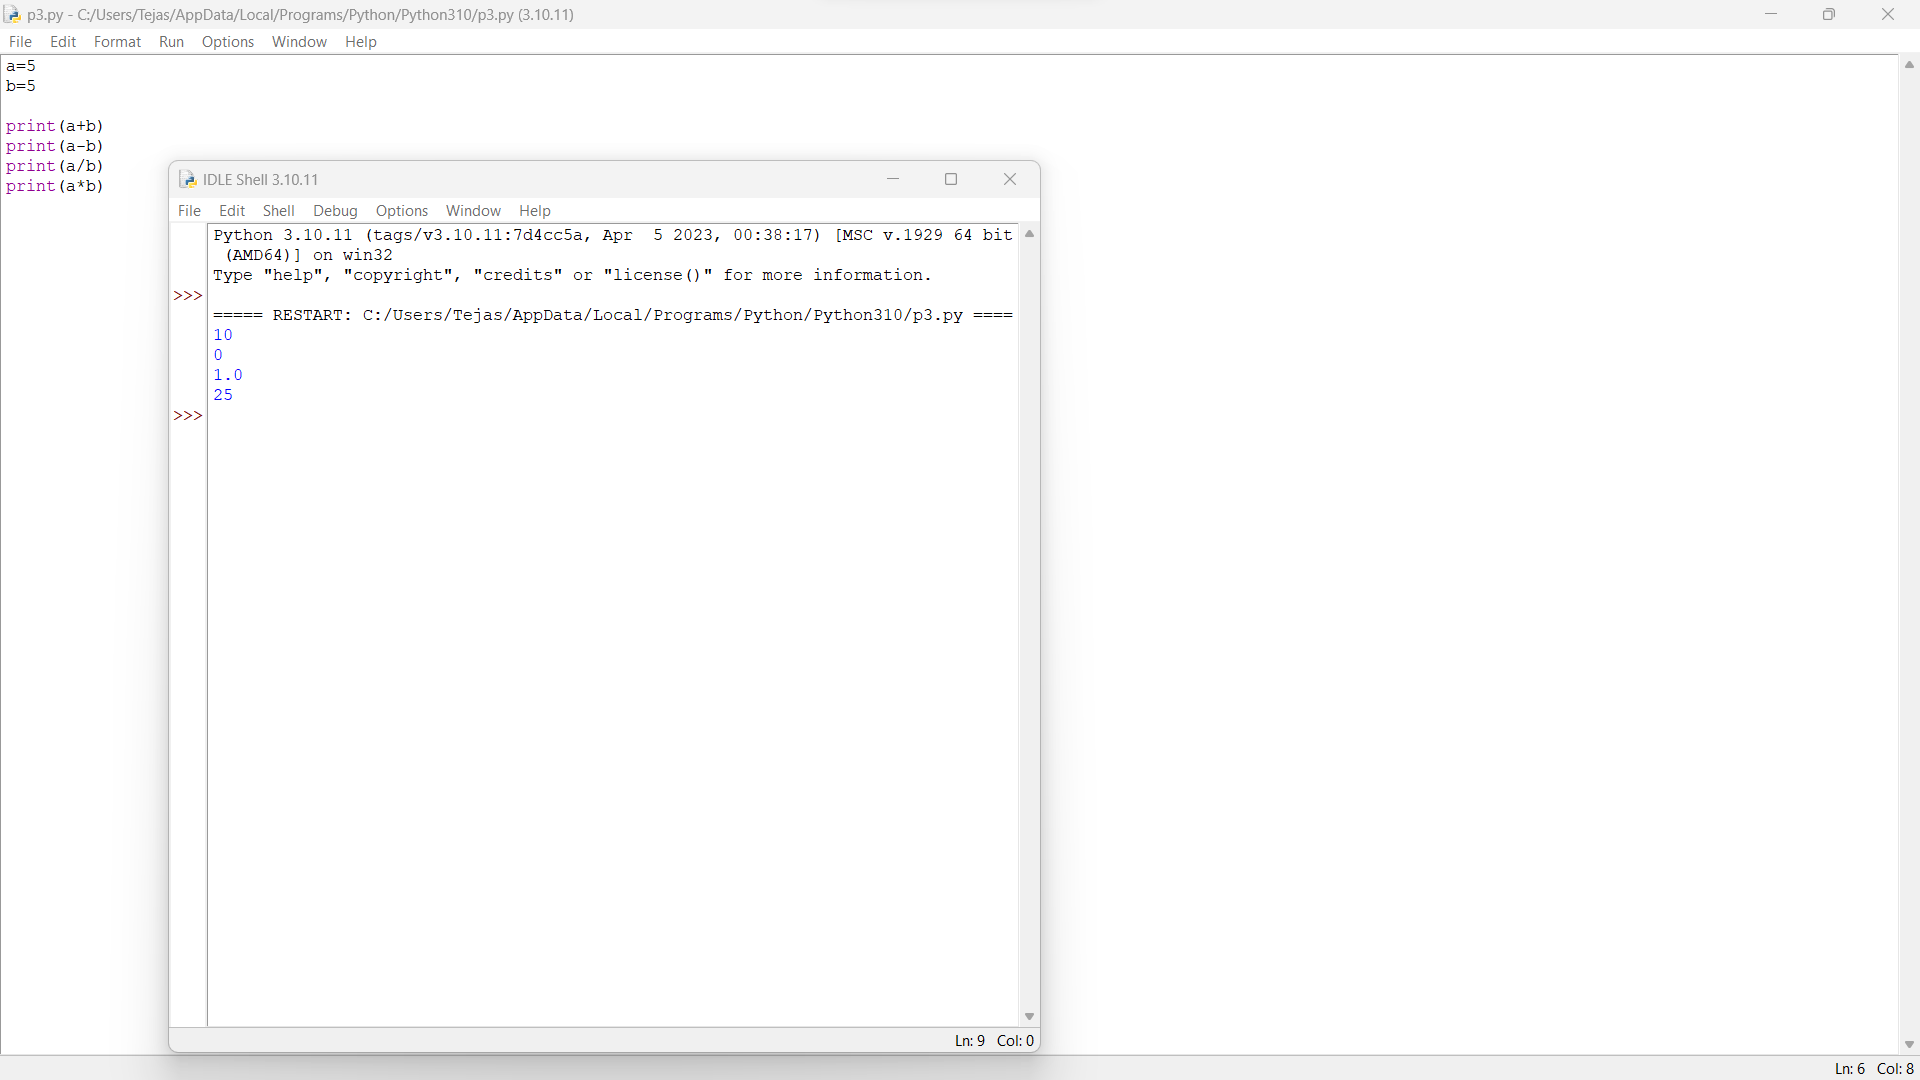 p3.py - C:/Users/Tejas/AppData/Local/Programs/Python/Python310/p3.py (3.10.11)
File Edit Format Run Options Window Help
a=5
b=5
print(a+b)
print(a-b)
print(a/b)
print(a*b)
IDLE Shell 3.10.11
File Edit Shell Debug Options Window Help
Python 3.10.11 (tags/v3.10.11:7d4cc5a, Apr  5 2023, 00:38:17) [MSC v.1929 64 bit
(AMD64)] on win32
Type "help", "copyright", "credits" or "license()" for more information.
>>>
===== RESTART: C:/Users/Tejas/AppData/Local/Programs/Python/Python310/p3.py ====
10
0
1.0
25
>>>
Ln: 9 Col: 0
Ln: 6 Col: 8